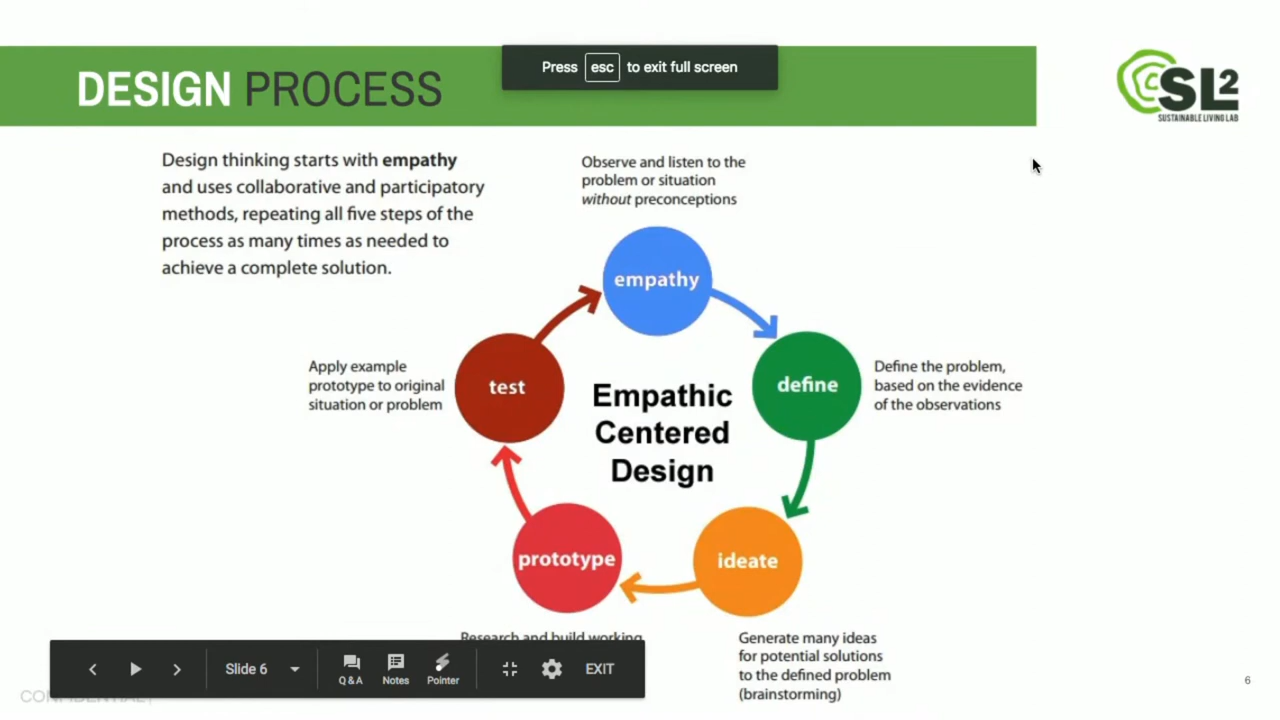 Press esc to exit full screen
DESIGN PROCESS
SL2
SUSTAINABLE LIVING LAB
Design thinking starts with empathy
and uses collaborative and participatory
methods, repeating all five steps of the
process as many times as needed to
achieve a complete solution.
Observe and listen to the
problem or situation
without preconceptions
empathy
define
Define the problem,
based on the evidence
of the observations
Apply example
prototype to original
situation or problem
test
Empathic
Centered
Design
prototype
ideate
Research and build working
Generate many ideas
for potential solutions
to the defined problem
(brainstorming)
Slide 6
Q&A
Notes
Pointer
EXIT
6